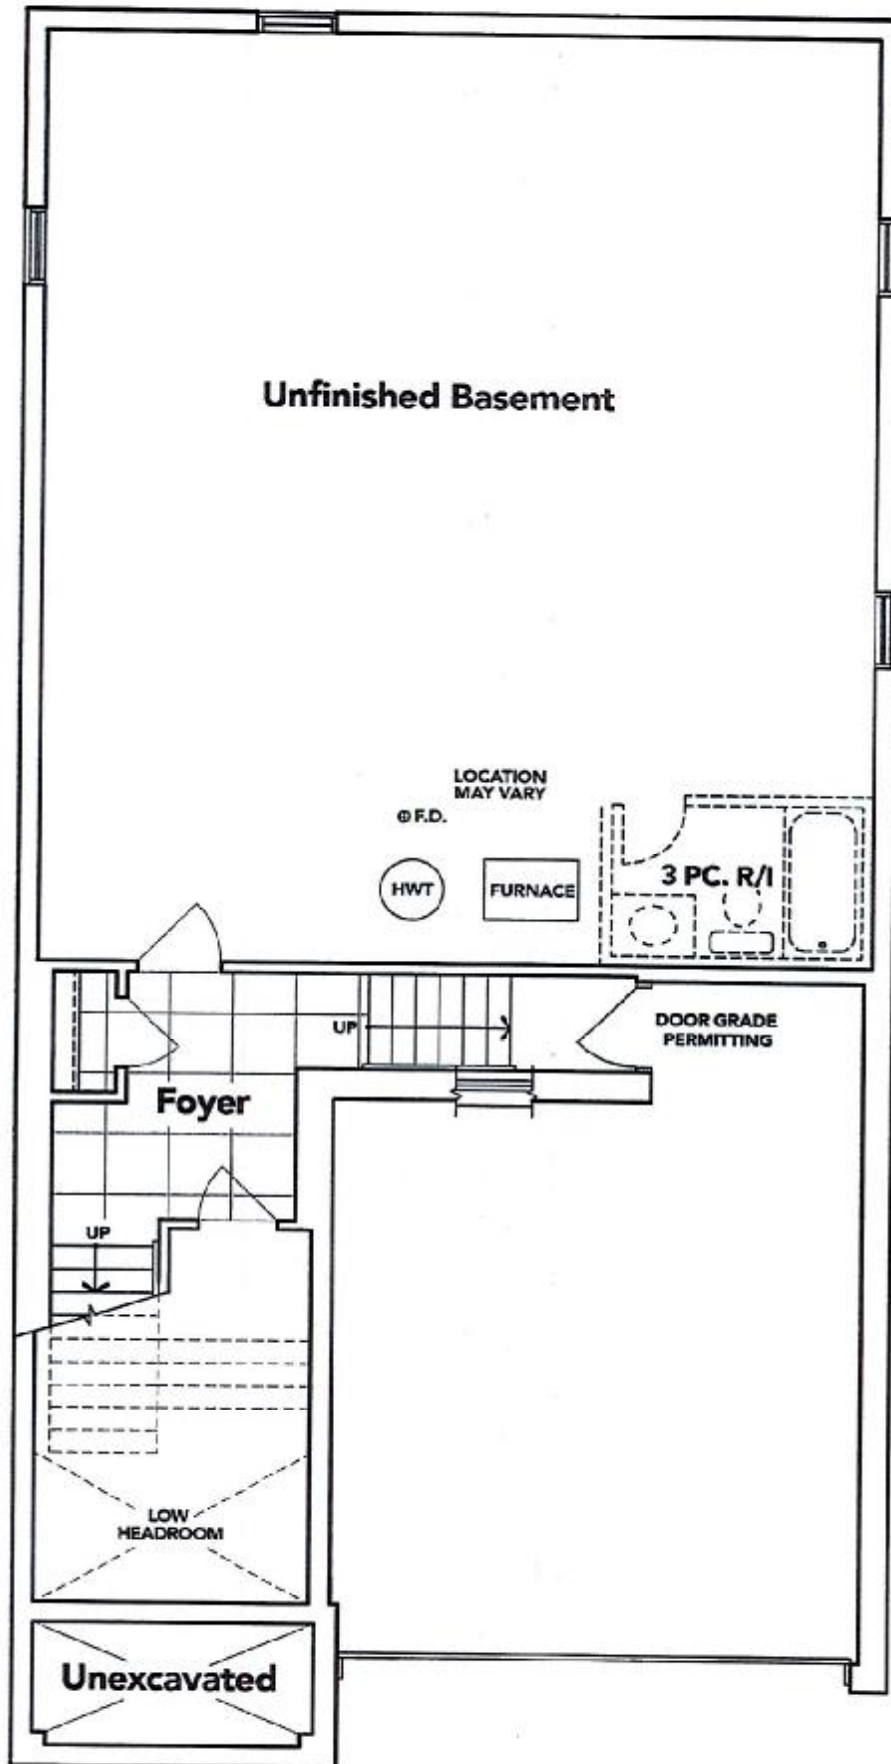 Unfinished Basement
LOCATION
MAY VARY
F.D.
HWT
FURNACE
3 PC. R/I
UP
DOOR GRADE
PERMITTING
Foyer
UP
LOW
HEADROOM
Unexcavated